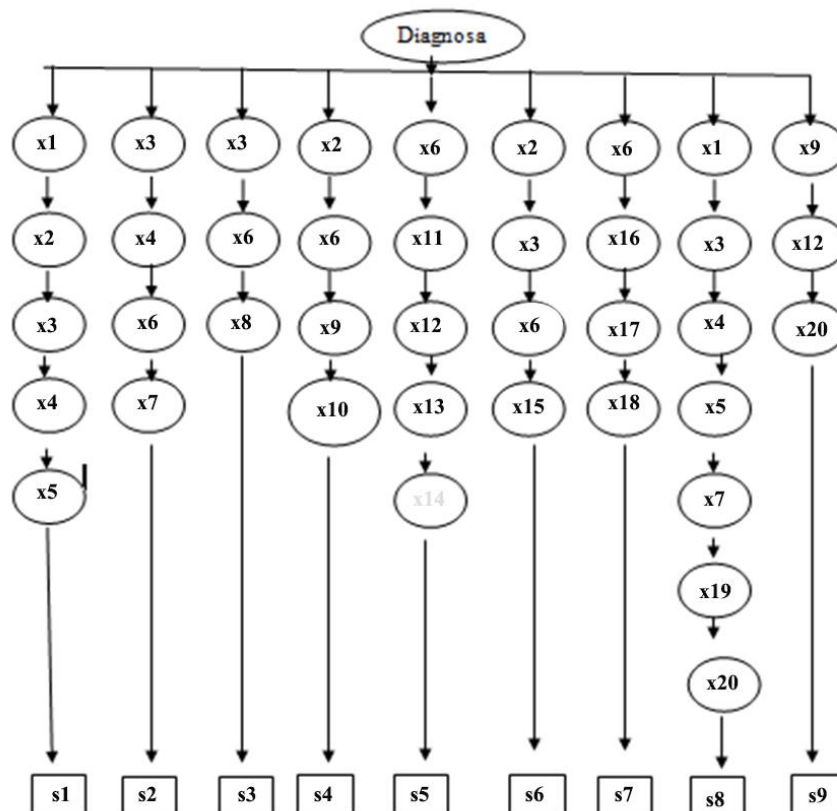 Diagnosa
x1 x3 x3 x2 x6 x2 x6 x1 x9
x2 x4 x6 x6 x11 x3 x16 x3 x12
x3 x6 x8 x9 x12 x6 x17 x4 x20
x4 x7 x10 x13 x15 x18 x5
x5 x14 x7
x19
x20
s1 s2 s3 s4 s5 s6 s7 s8 s9